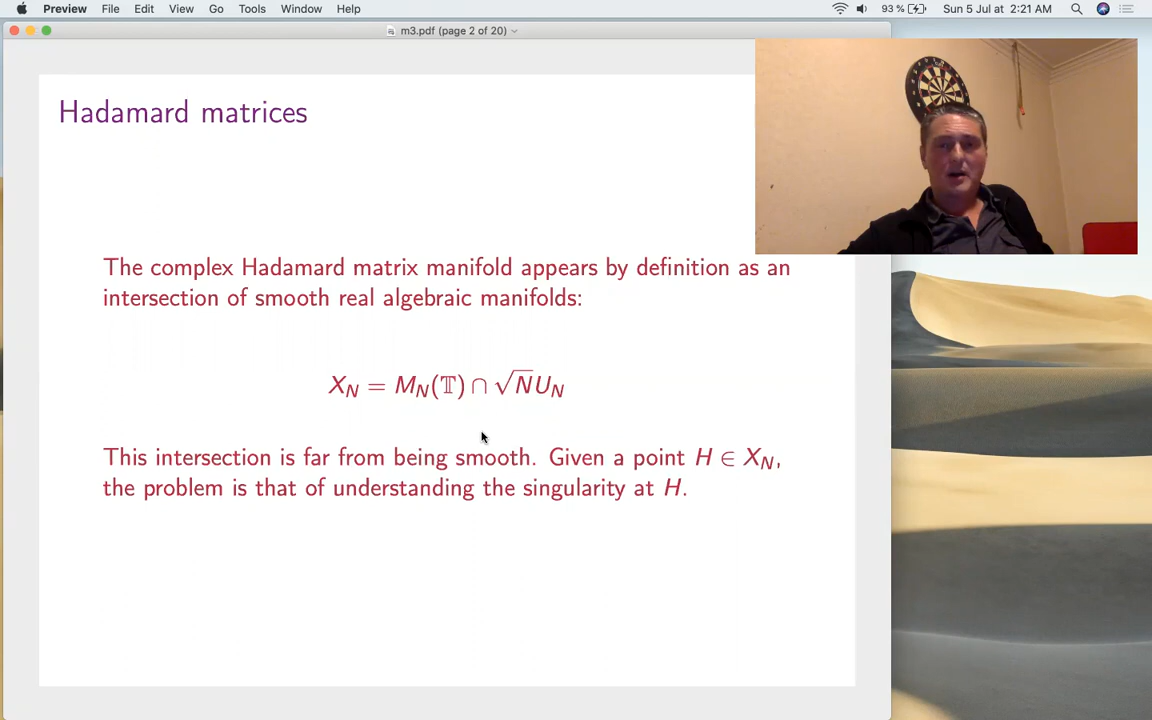 Preview File Edit View Go Tools Window Help 93 % Sun 5 Jul at 2:21 AM
m3.pdf (page 2 of 20)
Hadamard matrices
The complex Hadamard matrix manifold appears by definition as an
intersection of smooth real algebraic manifolds:
X_N = M_N(𝕋) ∩ √N U_N
This intersection is far from being smooth. Given a point H ∈ X_N,
the problem is that of understanding the singularity at H.